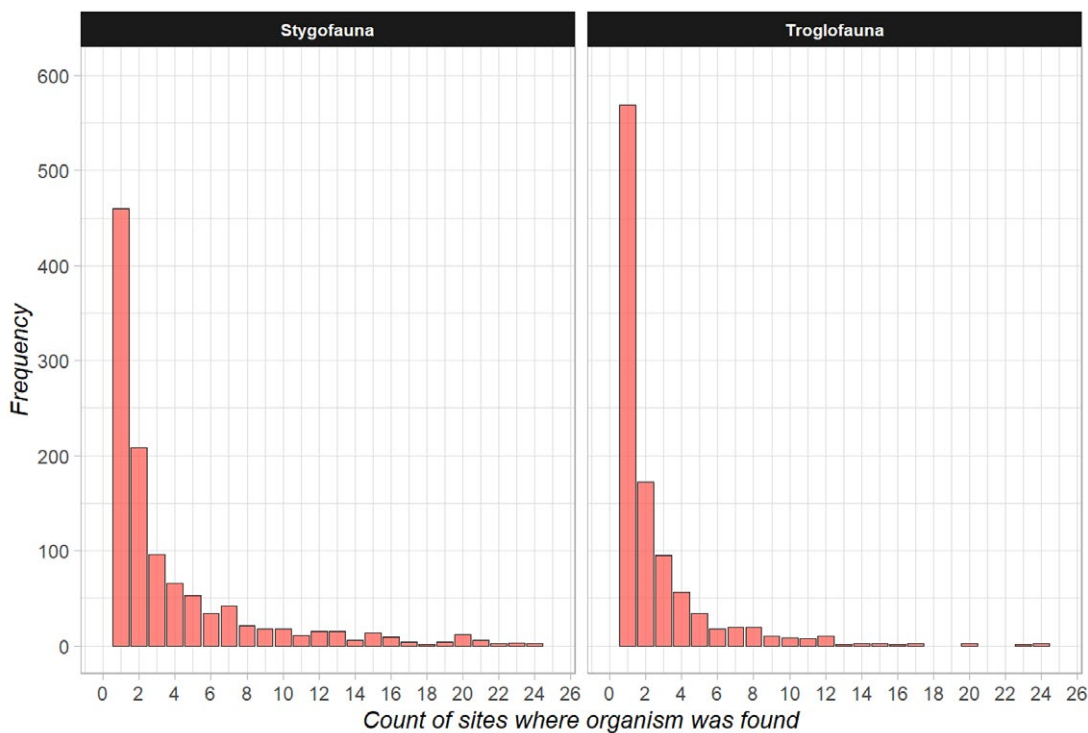 Stygofauna Troglofauna
600
500
400
300
200
100
0
Frequency
0 2 4 6 8 10 12 14 16 18 20 22 24 26 0 2 4 6 8 10 12 14 16 18 20 22 24 26
Count of sites where organism was found